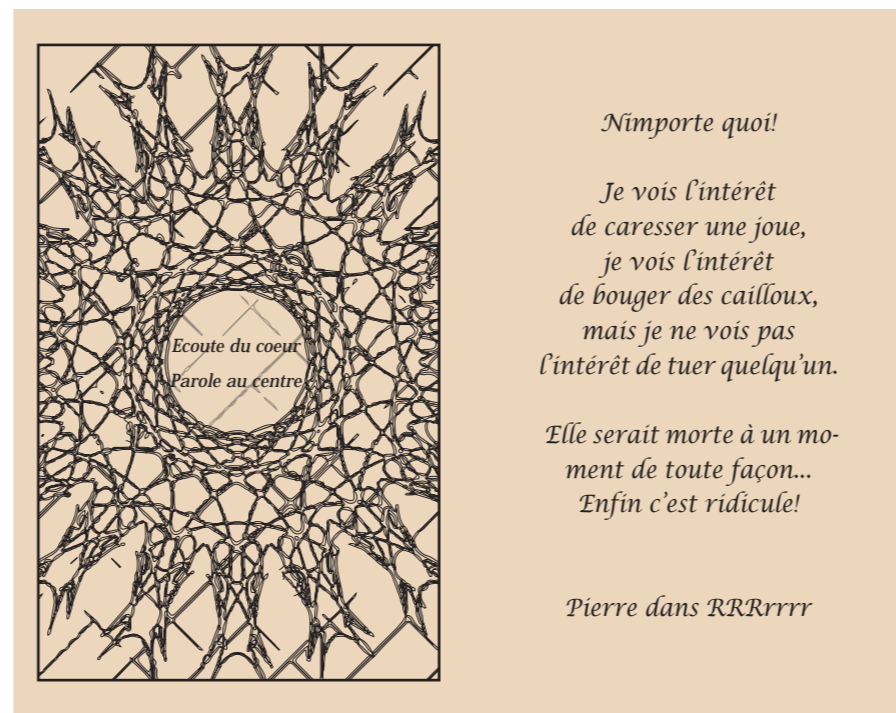 Ecoute du coeur
Parole au centre
Nimporte quoi!
Je vois l'intérêt
de caresser une joue,
je vois l'intérêt
de bouger des cailloux,
mais je ne vois pas
l'intérêt de tuer quelqu'un.
Elle serait morte à un mo-
ment de toute façon...
Enfin c'est ridicule!
Pierre dans RRRrrrr